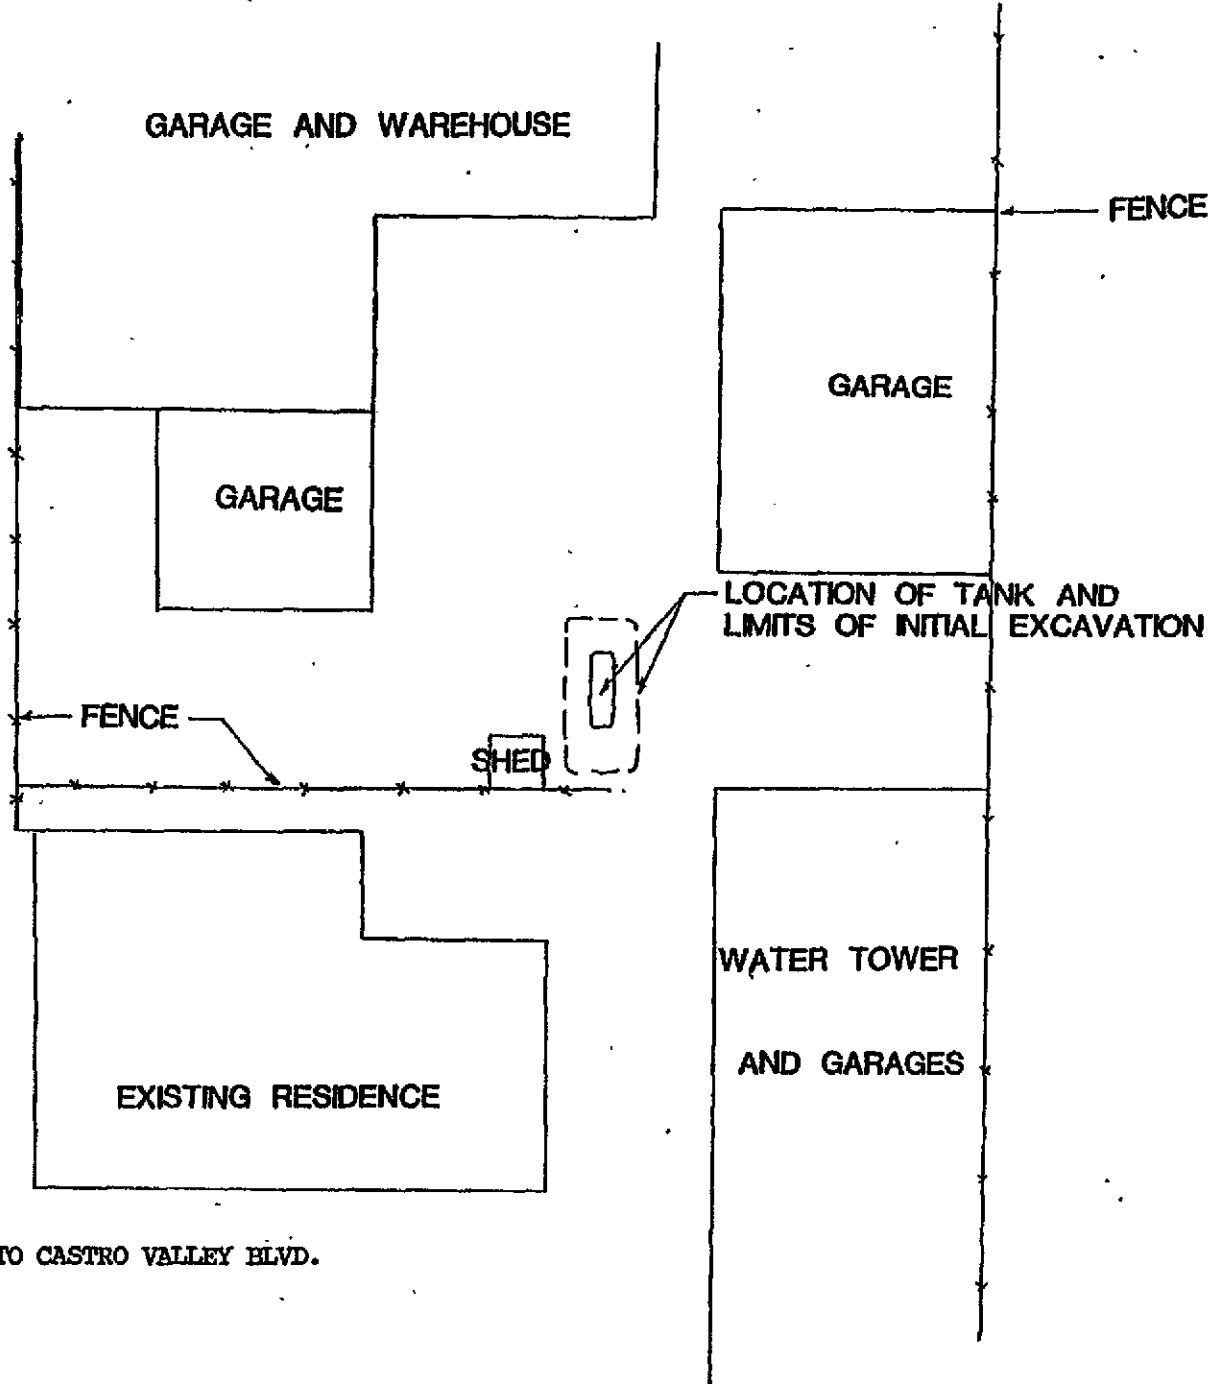 GARAGE AND WAREHOUSE
FENCE
GARAGE
GARAGE
LOCATION OF TANK AND
LIMITS OF INITIAL EXCAVATION
FENCE
SHED
WATER TOWER
AND GARAGES
EXISTING RESIDENCE
TO CASTRO VALLEY BLVD.